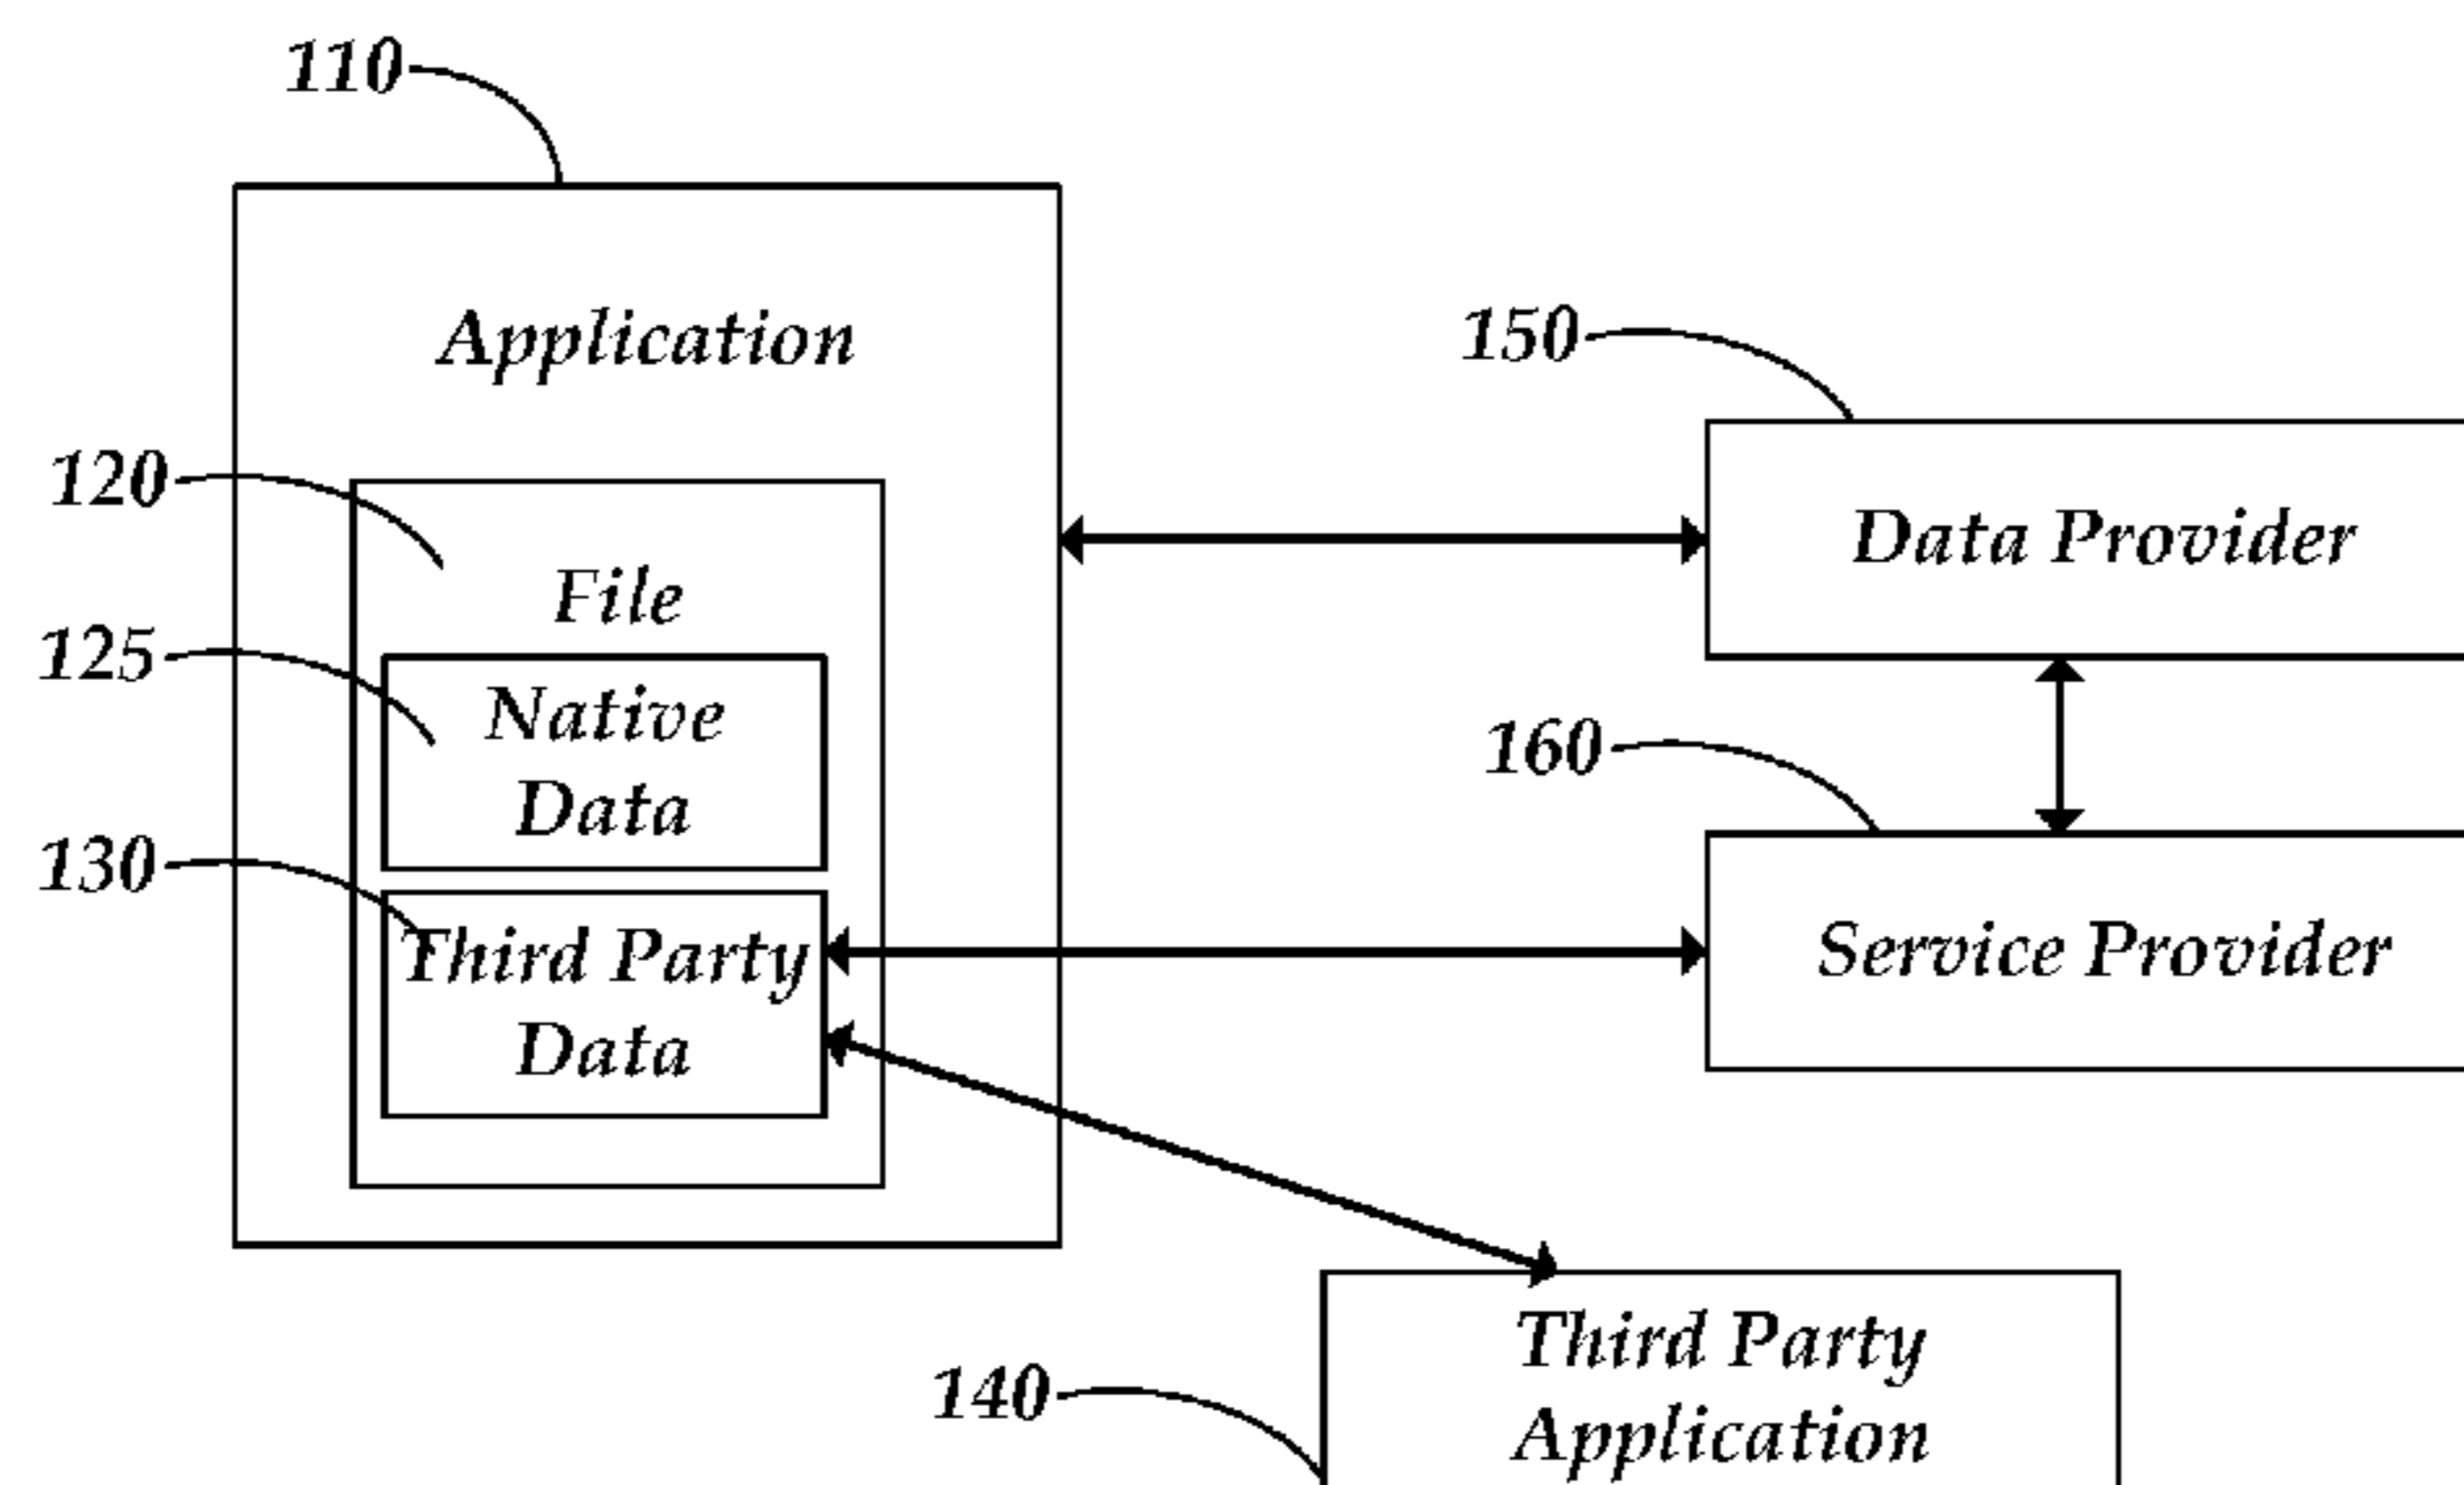 110
Application
150
120
Data Provider
File
125
Native
Data
160
130
Third Party
Data
Service Provider
Third Party
Application
140